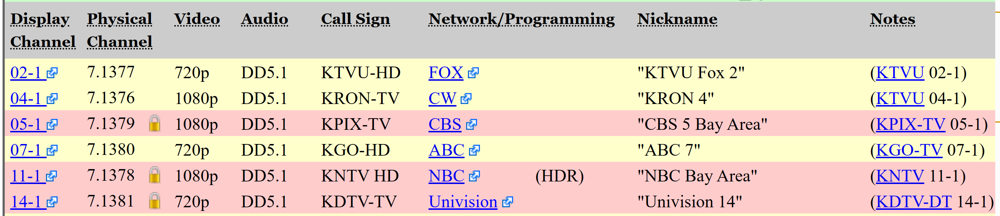 Display Channel Physical Channel Video Audio Call Sign Network/Programming Nickname Notes
02-1 7.1377 720p DD5.1 KTVU-HD FOX "KTVU Fox 2" (KTVU 02-1)
04-1 7.1376 1080p DD5.1 KRON-TV CW "KRON 4" (KTVU 04-1)
05-1 7.1379 1080p DD5.1 KPIX-TV CBS "CBS 5 Bay Area" (KPIX-TV 05-1)
07-1 7.1380 720p DD5.1 KGO-HD ABC "ABC 7" (KGO-TV 07-1)
11-1 7.1378 1080p DD5.1 KNTV HD NBC (HDR) "NBC Bay Area" (KNTV 11-1)
14-1 7.1381 720p DD5.1 KDTV-TV Univision "Univision 14" (KDTV-DT 14-1)